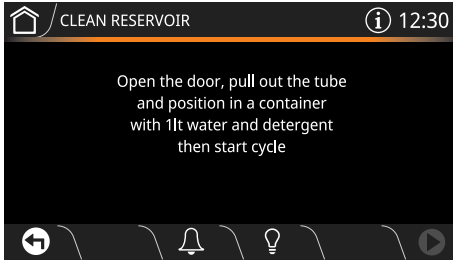 CLEAN RESERVOIR
i 12:30
Open the door, pull out the tube
and position in a container
with 1lt water and detergent
then start cycle